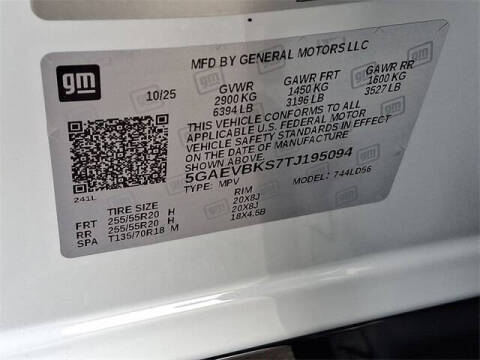 gm
MFD BY GENERAL MOTORS LLC
10/25 GVWR GAWR FRT GAWR RR
2900 KG 1450 KG 1600 KG
6394 LB 3196 LB 3527 LB
THIS VEHICLE CONFORMS TO ALL
APPLICABLE U.S. FEDERAL MOTOR
VEHICLE SAFETY STANDARDS IN EFFECT
ON THE DATE OF MANUFACTURE SHOWN ABOVE.
5GAEVBKS7TJ195094
TYPE: MPV MODEL: 744LD56
241L
TIRE SIZE RIM
FRT 255/55R20 H 20X8J
RR 255/55R20 H 20X8J
SPA T135/70R18 M 18X4.5B